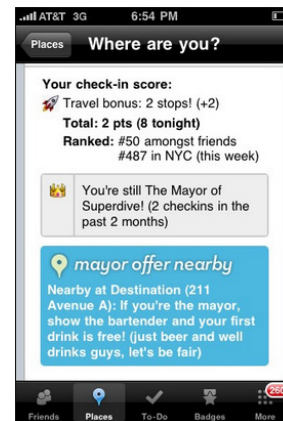 AT&T 3G 6:54 PM
Places Where are you?
Your check-in score:
Travel bonus: 2 stops! (+2)
Total: 2 pts (8 tonight)
Ranked: #50 amongst friends
#487 in NYC (this week)
You're still The Mayor of
Superdive! (2 checkins in the
past 2 months)
mayor offer nearby
Nearby at Destination (211
Avenue A): If you're the mayor,
show the bartender and your first
drink is free! (just beer and well
drinks guys, let's be fair)
Friends Places To-Do Badges More